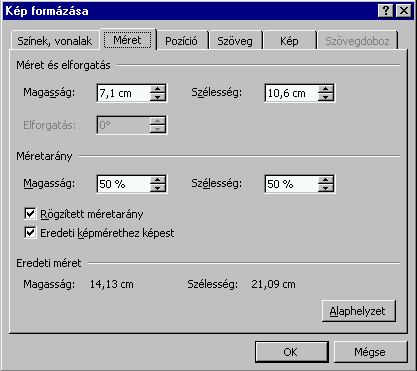 Kép formázása
Színek, vonalak Méret Pozíció Szöveg Kép Szövegdoboz
Méret és elforgatás
Magasság: 7,1 cm Szélesség: 10,6 cm
Elforgatás: 0°
Méretarány
Magasság: 50 % Szélesség: 50 %
Rögzített méretarány
Eredeti képmérethez képest
Eredeti méret
Magasság: 14,13 cm Szélesség: 21,09 cm
Alaphelyzet
OK Mégse